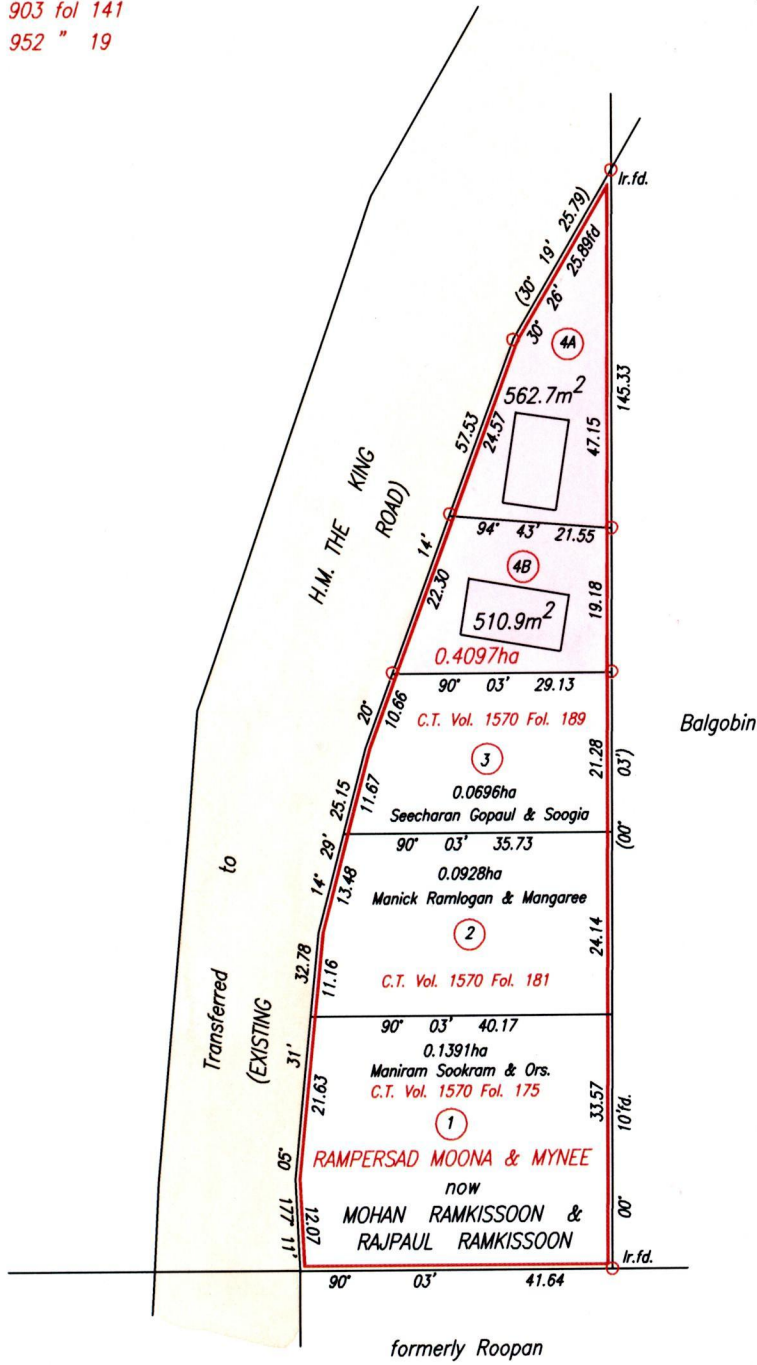 903 fol 141
952 " 19
Ir.fd.
(30° 19' 25.79)
30° 26' 25.89fd
4A
562.7m²
145.33
47.15
57.53
24.57
94° 43' 21.55
H.M. THE KING
ROAD)
14'
22.30
4B
510.9m²
19.18
0.4097ha
90° 03' 29.13
20°
10.66
C.T. Vol. 1570 Fol. 189
3
21.28
Balgobin
11.67
0.0696ha
25.15
Seecharan Gopaul & Soogia
(00° 03')
29'
90° 03' 35.73
to
14°
13.48
0.0928ha
Manick Ramlogan & Mangaree
2
24.14
32.78
11.16
C.T. Vol. 1570 Fol. 181
Transferred
(EXISTING
31'
90° 03' 40.17
0.1391ha
Maniram Sookram & Ors.
C.T. Vol. 1570 Fol. 175
21.63
33.57
1
05°
RAMPERSAD MOONA & MYNEE
now
00° 10'fd.
177° 11'
12.07
MOHAN RAMKISSOON &
RAJPAUL RAMKISSOON
Ir.fd.
90° 03' 41.64
formerly Roopan